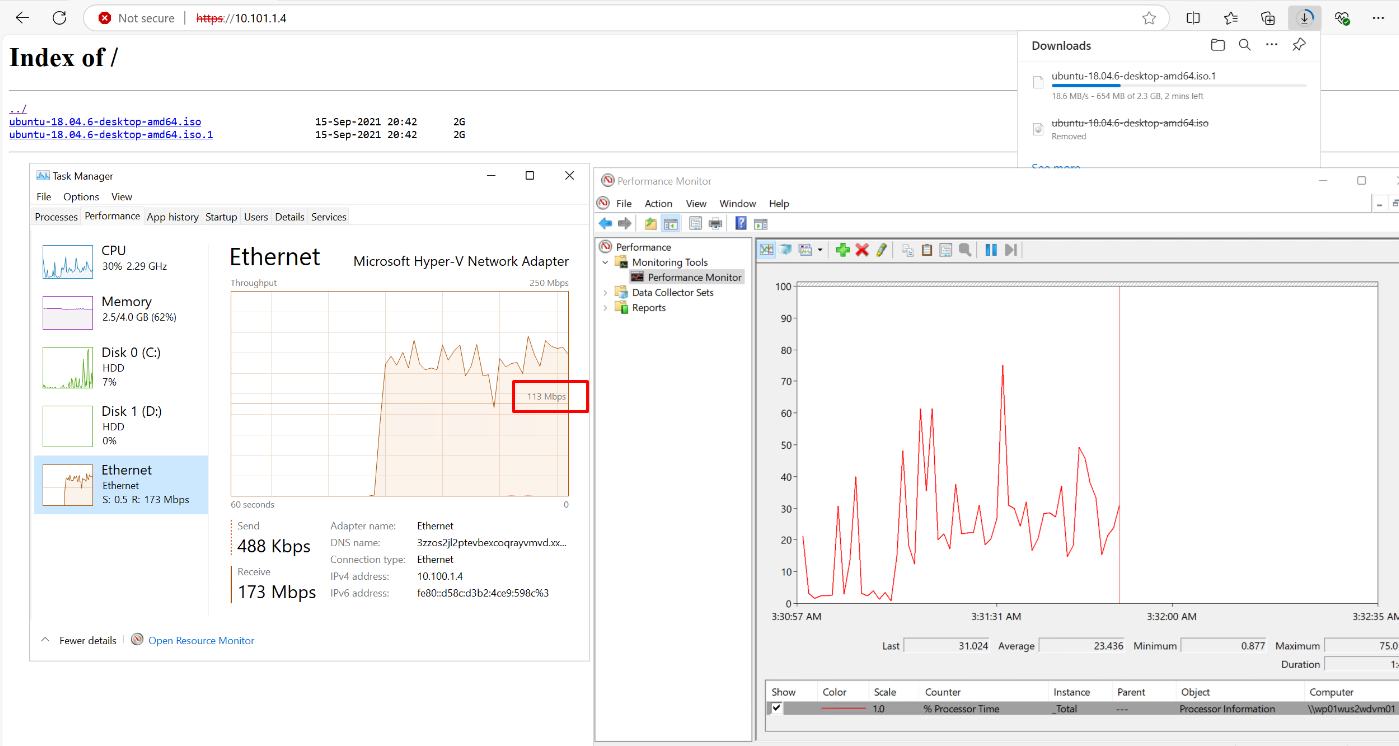 Not secure | https://10.101.1.4
Index of /
../
ubuntu-18.04.6-desktop-amd64.iso 15-Sep-2021 20:42 2G
ubuntu-18.04.6-desktop-amd64.iso.1 15-Sep-2021 20:42 2G
Downloads
ubuntu-18.04.6-desktop-amd64.iso.1
18.6 MB/s - 654 MB of 2.3 GB, 2 mins left
ubuntu-18.04.6-desktop-amd64.iso
Removed
See more
Task Manager
File Options View
Processes Performance App history Startup Users Details Services
CPU
30% 2.29 GHz
Memory
2.5/4.0 GB (62%)
Disk 0 (C:)
HDD
7%
Disk 1 (D:)
HDD
0%
Ethernet
Ethernet
S: 0.5 R: 173 Mbps
Ethernet Microsoft Hyper-V Network Adapter
Throughput 250 Mbps
113 Mbps
60 seconds 0
Send
488 Kbps
Receive
173 Mbps
Adapter name: Ethernet
DNS name: 3zzos2jl2ptevbexcoqrayvmvd.xx...
Connection type: Ethernet
IPv4 address: 10.100.1.4
IPv6 address: fe80::d58c:d3b2:4ce9:598c%3
Fewer details | Open Resource Monitor
Performance Monitor
File Action View Window Help
Performance
Monitoring Tools
Performance Monitor
Data Collector Sets
Reports
100
90
80
70
60
50
40
30
20
10
0
3:30:57 AM 3:31:31 AM 3:32:00 AM 3:32:35 AM
Last 31.024 Average 23.436 Minimum 0.877 Maximum 75.0
Duration 1:
Show Color Scale Counter Instance Parent Object Computer
1.0 % Processor Time _Total --- Processor Information \\wp01wus2wdvm01